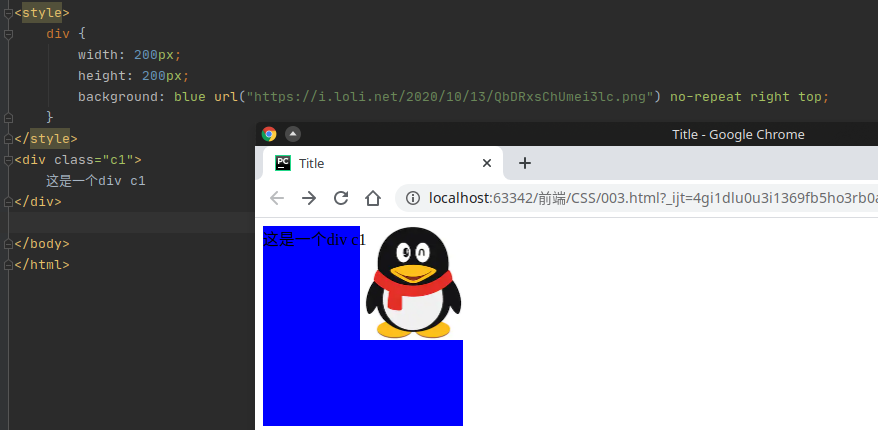 <style>
div {
width: 200px;
height: 200px;
background: blue url("https://i.loli.net/2020/10/13/QbDRxsChUmei3lc.png") no-repeat right top;
}
</style>
<div class="c1">
这是一个div c1
</div>
</body>
</html>
Title - Google Chrome
PC
Title
localhost:63342/前端/CSS/003.html?_ijt=4gi1dlu0u3i1369fb5ho3rb0a
这是一个div c1